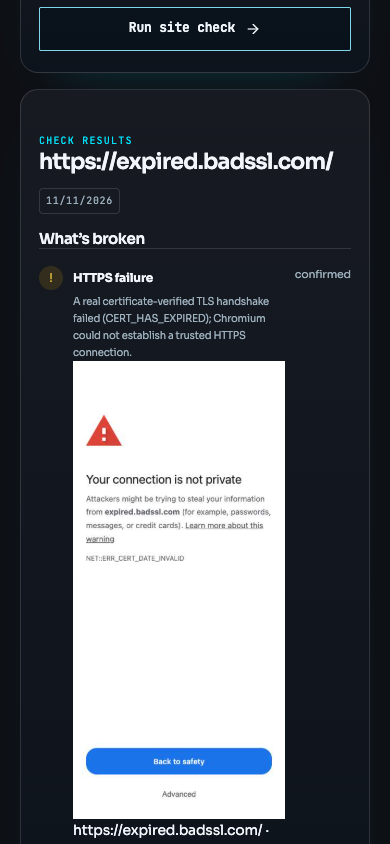 Run site check →
CHECK RESULTS
https://expired.badssl.com/
11/11/2026
What's broken
! HTTPS failure confirmed
A real certificate-verified TLS handshake
failed (CERT_HAS_EXPIRED); Chromium
could not establish a trusted HTTPS
connection.
Your connection is not private
Attackers might be trying to steal your information
from expired.badssl.com (for example, passwords,
messages, or credit cards). Learn more about this
warning
NET::ERR_CERT_DATE_INVALID
Back to safety
Advanced
https://expired.badssl.com/ ·